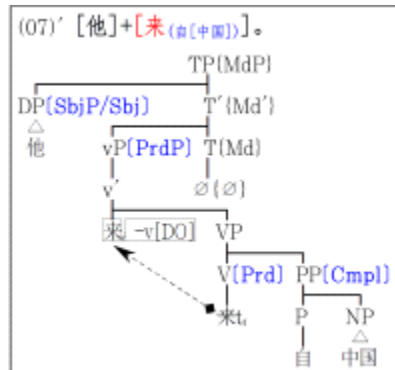 (07)′ [他]+[来(自[中国])]。
TP{MdP}
DP[SbjP/Sbj] T′{Md′}
他 vP[PrdP] T{Md}
v′ ∅{∅}
来 -v[DO] VP
V[Prd] PP[Cmpl]
来tᵢ P NP
自 中国